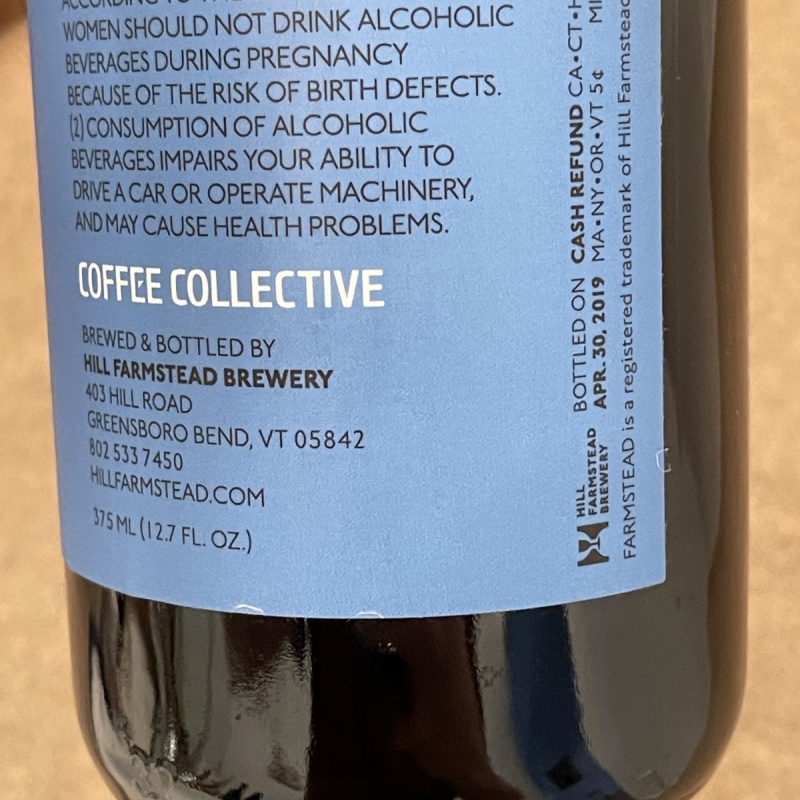 ACCORDING TO THE
WOMEN SHOULD NOT DRINK ALCOHOLIC
BEVERAGES DURING PREGNANCY
BECAUSE OF THE RISK OF BIRTH DEFECTS.
(2) CONSUMPTION OF ALCOHOLIC
BEVERAGES IMPAIRS YOUR ABILITY TO
DRIVE A CAR OR OPERATE MACHINERY,
AND MAY CAUSE HEALTH PROBLEMS.
COFFEE COLLECTIVE
BREWED & BOTTLED BY
HILL FARMSTEAD BREWERY
403 HILL ROAD
GREENSBORO BEND, VT 05842
802 533 7450
HILLFARMSTEAD.COM
375 ML (12.7 FL. OZ.)
HILL
FARMSTEAD
BREWERY
BOTTLED ON CASH REFUND CA•CT•H
APR. 30, 2019 MA•NY•OR•VT 5¢ MI
FARMSTEAD is a registered trademark of Hill Farmstead